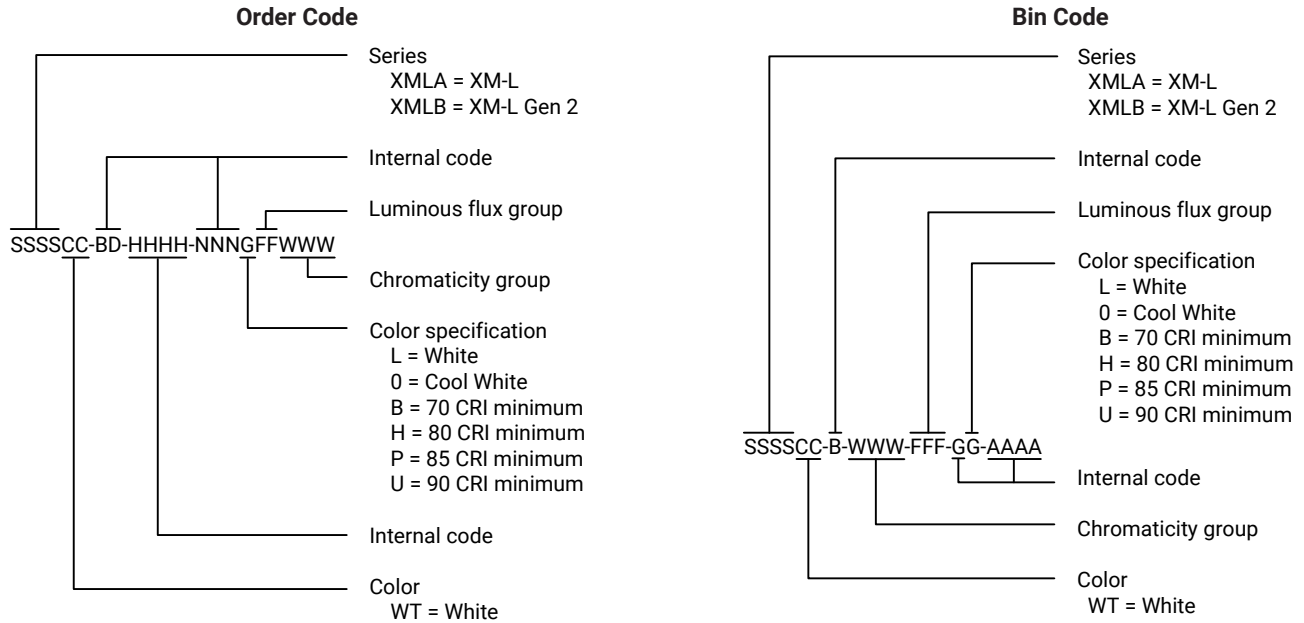 Order Code
Series
XMLA = XM-L
XMLB = XM-L Gen 2
Internal code
Luminous flux group
SSSSCC-BD-HHHH-NNNGFFWWW
Chromaticity group
Color specification
L = White
0 = Cool White
B = 70 CRI minimum
H = 80 CRI minimum
P = 85 CRI minimum
U = 90 CRI minimum
Internal code
Color
WT = White
Bin Code
Series
XMLA = XM-L
XMLB = XM-L Gen 2
Internal code
Luminous flux group
Color specification
L = White
0 = Cool White
B = 70 CRI minimum
H = 80 CRI minimum
P = 85 CRI minimum
U = 90 CRI minimum
SSSSCC-B-WWW-FFF-GG-AAAA
Internal code
Chromaticity group
Color
WT = White